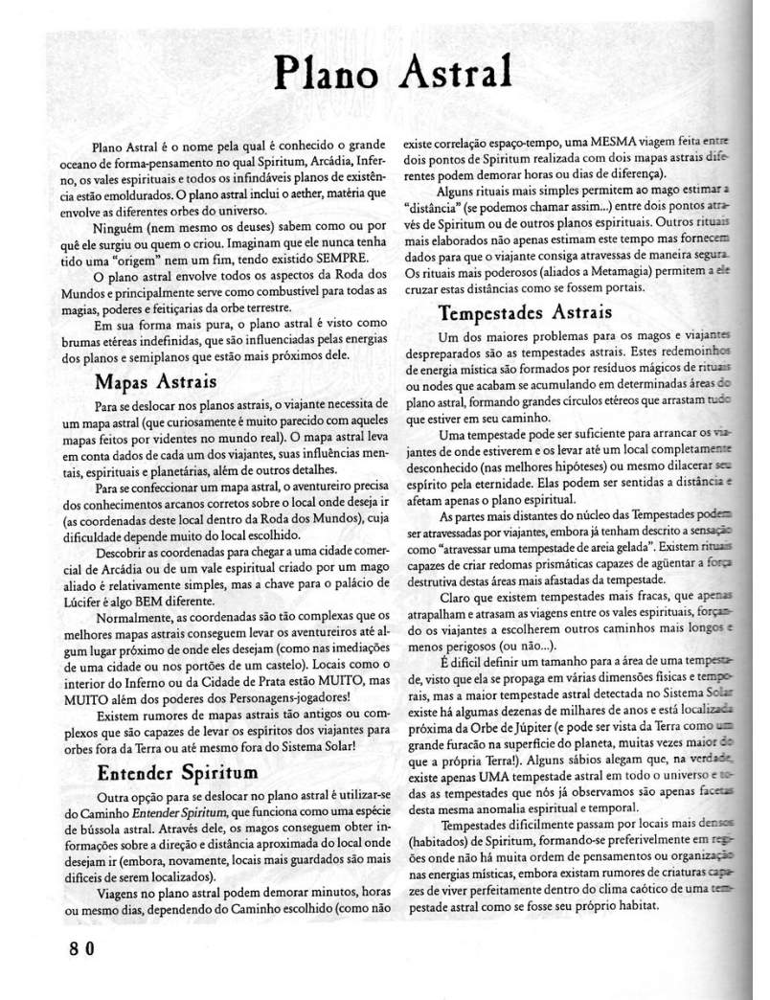 Plano Astral
Plano Astral é o nome pela qual é conhecido o grande
oceano de forma-pensamento no qual Spiritum, Arcádia, Infer-
no, os vales espirituais e todos os infindáveis planos de existên-
cia estão emoldurados. O plano astral inclui o aether, matéria que
envolve as diferentes orbes do universo.
Ninguém (nem mesmo os deuses) sabem como ou por
quê ele surgiu ou quem o criou. Imaginam que ele nunca tenha
tido uma “origem” nem um fim, tendo existido SEMPRE.
O plano astral envolve todos os aspectos da Roda dos
Mundos e principalmente serve como combustível para todas as
magias, poderes e feitiçarias da orbe terrestre.
Em sua forma mais pura, o plano astral é visto como
brumas etéreas indefinidas, que são influenciadas pelas energias
dos planos e semiplanos que estão mais próximos dele.
Mapas Astrais
Para se deslocar nos planos astrais, o viajante necessita de
um mapa astral (que curiosamente é muito parecido com aqueles
mapas feitos por videntes no mundo real). O mapa astral leva
em conta dados de cada um dos viajantes, suas influências men-
tais, espirituais e planetárias, além de outros detalhes.
Para se confeccionar um mapa astral, o aventureiro precisa
dos conhecimentos arcanos corretos sobre o local onde deseja ir
(as coordenadas deste local dentro da Roda dos Mundos), cuja
dificuldade depende muito do local escolhido.
Descobrir as coordenadas para chegar a uma cidade comer-
cial de Arcádia ou de um vale espiritual criado por um mago
aliado é relativamente simples, mas a chave para o palácio de
Lúcifer é algo BEM diferente.
Normalmente, as coordenadas são tão complexas que os
melhores mapas astrais conseguem levar os aventureiros até al-
gum lugar próximo de onde eles desejam (como nas imediações
de uma cidade ou nos portões de um castelo). Locais como o
interior do Inferno ou da Cidade de Prata estão MUITO, mas
MUITO além dos poderes dos Personagens-jogadores!
Existem rumores de mapas astrais tão antigos ou com-
plexos que são capazes de levar os espíritos dos viajantes para
orbes fora da Terra ou até mesmo fora do Sistema Solar!
Entender Spiritum
Outra opção para se deslocar no plano astral é utilizar-se
do Caminho Entender Spiritum, que funciona como uma espécie
de bússola astral. Através dele, os magos conseguem obter in-
formações sobre a direção e distância aproximada do local onde
desejam ir (embora, novamente, locais mais guardados são mais
difíceis de serem localizados).
Viagens no plano astral podem demorar minutos, horas
ou mesmo dias, dependendo do Caminho escolhido (como não
existe correlação espaço-tempo, uma MESMA viagem feita entre
dois pontos de Spiritum realizada com dois mapas astrais dife-
rentes podem demorar horas ou dias de diferença).
Alguns rituais mais simples permitem ao mago estimar a
“distância” (se podemos chamar assim...) entre dois pontos atra-
vés de Spiritum ou de outros planos espirituais. Outros rituais
mais elaborados não apenas estimam este tempo mas fornecem
dados para que o viajante consiga atravessas de maneira segura.
Os rituais mais poderosos (aliados a Metamagia) permitem a ele
cruzar estas distâncias como se fossem portais.
Tempestades Astrais
Um dos maiores problemas para os magos e viajantes
despreparados são as tempestades astrais. Estes redemoinhos
de energia mística são formados por resíduos mágicos de rituais
ou nodes que acabam se acumulando em determinadas áreas do
plano astral, formando grandes círculos etéreos que arrastam tudo
que estiver em seu caminho.
Uma tempestade pode ser suficiente para arrancar os via-
jantes de onde estiverem e os levar até um local completamente
desconhecido (nas melhores hipóteses) ou mesmo dilacerar seu
espírito pela eternidade. Elas podem ser sentidas a distância e
afetam apenas o plano espiritual.
As partes mais distantes do núcleo das Tempestades podem
ser atravessadas por viajantes, embora já tenham descrito a sensação
como “atravessar uma tempestade de areia gelada”. Existem rituais
capazes de criar redomas prismáticas capazes de agüentar a força
destrutiva destas áreas mais afastadas da tempestade.
Claro que existem tempestades mais fracas, que apenas
atrapalham e atrasam as viagens entre os vales espirituais, forçan-
do os viajantes a escolherem outros caminhos mais longos e
menos perigosos (ou não...).
É difícil definir um tamanho para a área de uma tempesta-
de, visto que ela se propaga em várias dimensões físicas e tempo-
rais, mas a maior tempestade astral detectada no Sistema Solar
existe há algumas dezenas de milhares de anos e está localizada
próxima da Orbe de Júpiter (e pode ser vista da Terra como um
grande furacão na superfície do planeta, muitas vezes maior do
que a própria Terra!). Alguns sábios alegam que, na verdade,
existe apenas UMA tempestade astral em todo o universo e to-
das as tempestades que nós já observamos são apenas facetas
desta mesma anomalia espiritual e temporal.
Tempestades dificilmente passam por locais mais densos
(habitados) de Spiritum, formando-se preferivelmente em regi-
ões onde não há muita ordem de pensamentos ou organização
nas energias místicas, embora existam rumores de criaturas capa-
zes de viver perfeitamente dentro do clima caótico de uma tem-
pestade astral como se fosse seu próprio habitat.
80